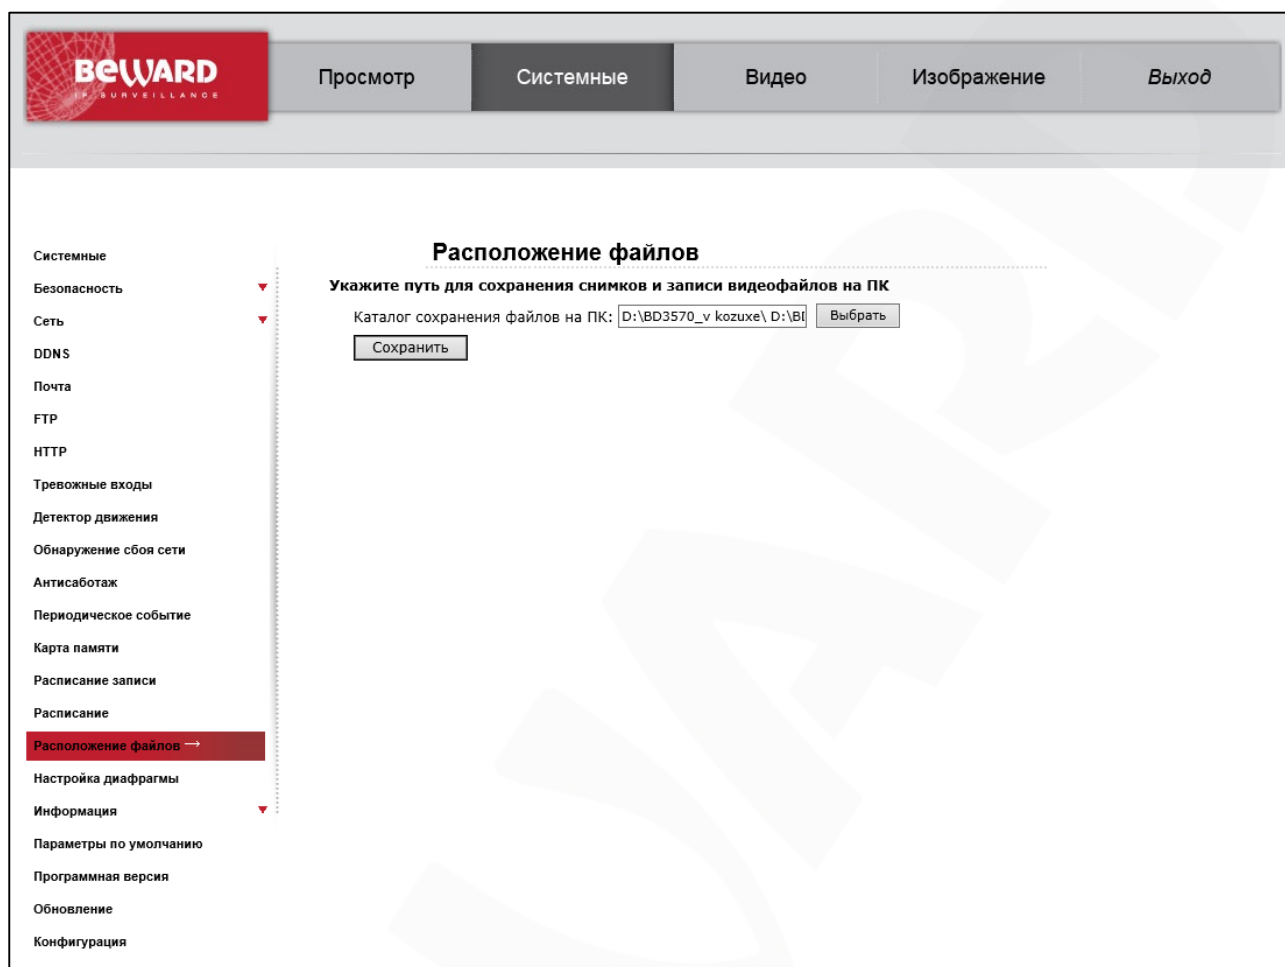 BEWARD
IP SURVEILLANCE
Просмотр
Системные
Видео
Изображение
Выход
Системные
Безопасность
Сеть
DDNS
Почта
FTP
HTTP
Тревожные входы
Детектор движения
Обнаружение сбоя сети
Антисаботаж
Периодическое событие
Карта памяти
Расписание записи
Расписание
Расположение файлов →
Настройка диафрагмы
Информация
Параметры по умолчанию
Программная версия
Обновление
Конфигурация
Расположение файлов
Укажите путь для сохранения снимков и записи видеофайлов на ПК
Каталог сохранения файлов на ПК: D:\BD3570_v kozuxe\ D:\BD Выбрать
Сохранить